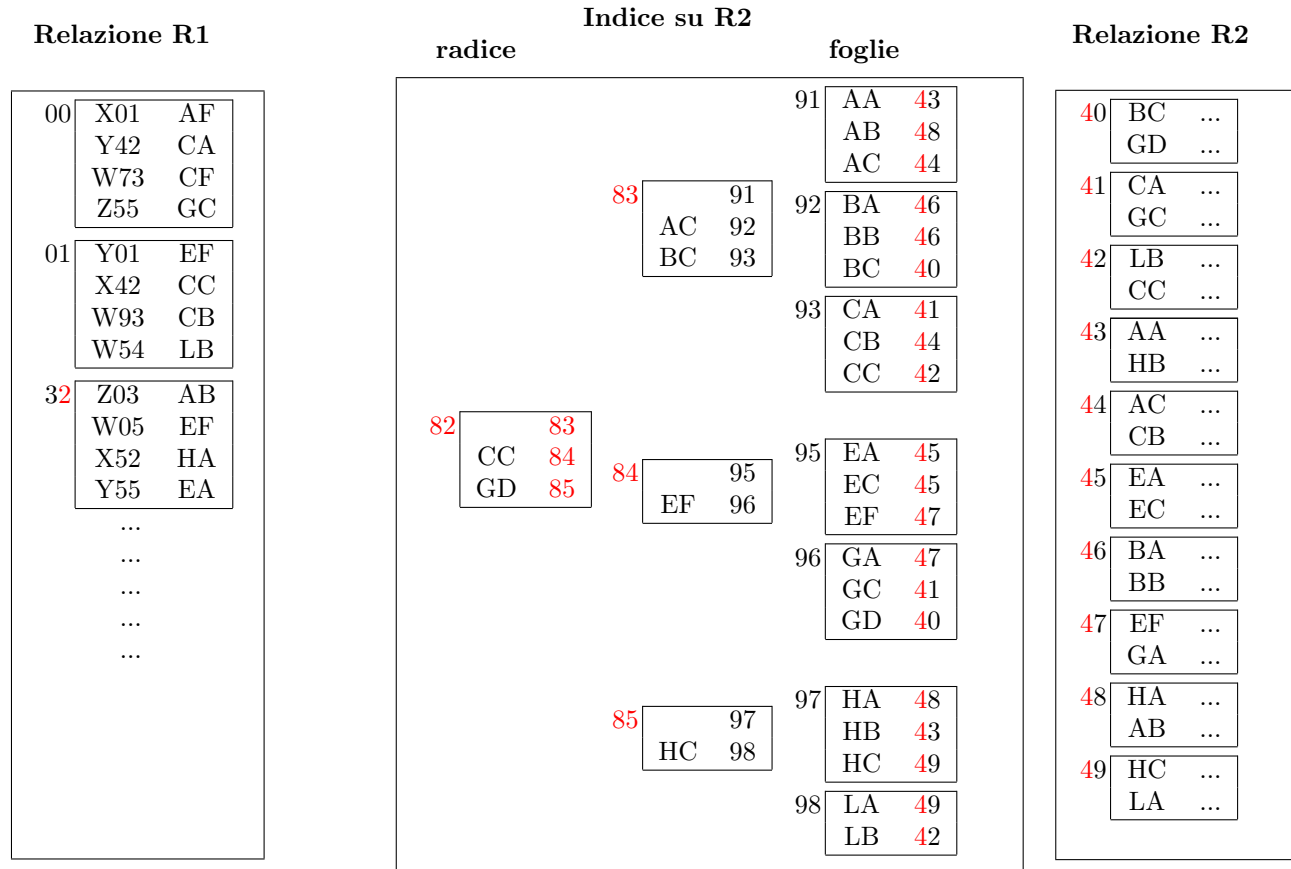 Relazione R1
00 X01 AF
Y42 CA
W73 CF
Z55 GC
01 Y01 EF
X42 CC
W93 CB
W54 LB
32 Z03 AB
W05 EF
X52 HA
Y55 EA
...
...
...
...
...
Indice su R2
radice
foglie
82 83
CC 84
GD 85
83 91
AC 92
BC 93
84 95
EF 96
85 97
HC 98
91 AA 43
AB 48
AC 44
92 BA 46
BB 46
BC 40
93 CA 41
CB 44
CC 42
95 EA 45
EC 45
EF 47
96 GA 47
GC 41
GD 40
97 HA 48
HB 43
HC 49
98 LA 49
LB 42
Relazione R2
40 BC ...
GD ...
41 CA ...
GC ...
42 LB ...
CC ...
43 AA ...
HB ...
44 AC ...
CB ...
45 EA ...
EC ...
46 BA ...
BB ...
47 EF ...
GA ...
48 HA ...
AB ...
49 HC ...
LA ...